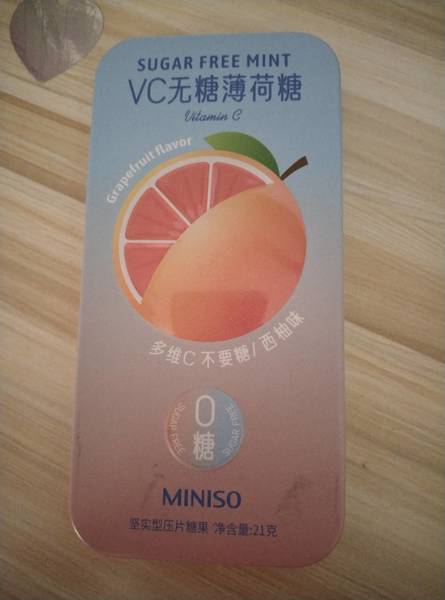 SUGAR FREE MINT
VC无糖薄荷糖
Vitamin C
Grapefruit flavor
多维C 不要糖/西柚味
0
糖
SUGAR FREE
SUGAR FREE
MINISO
坚实型压片糖果/净含量:21克